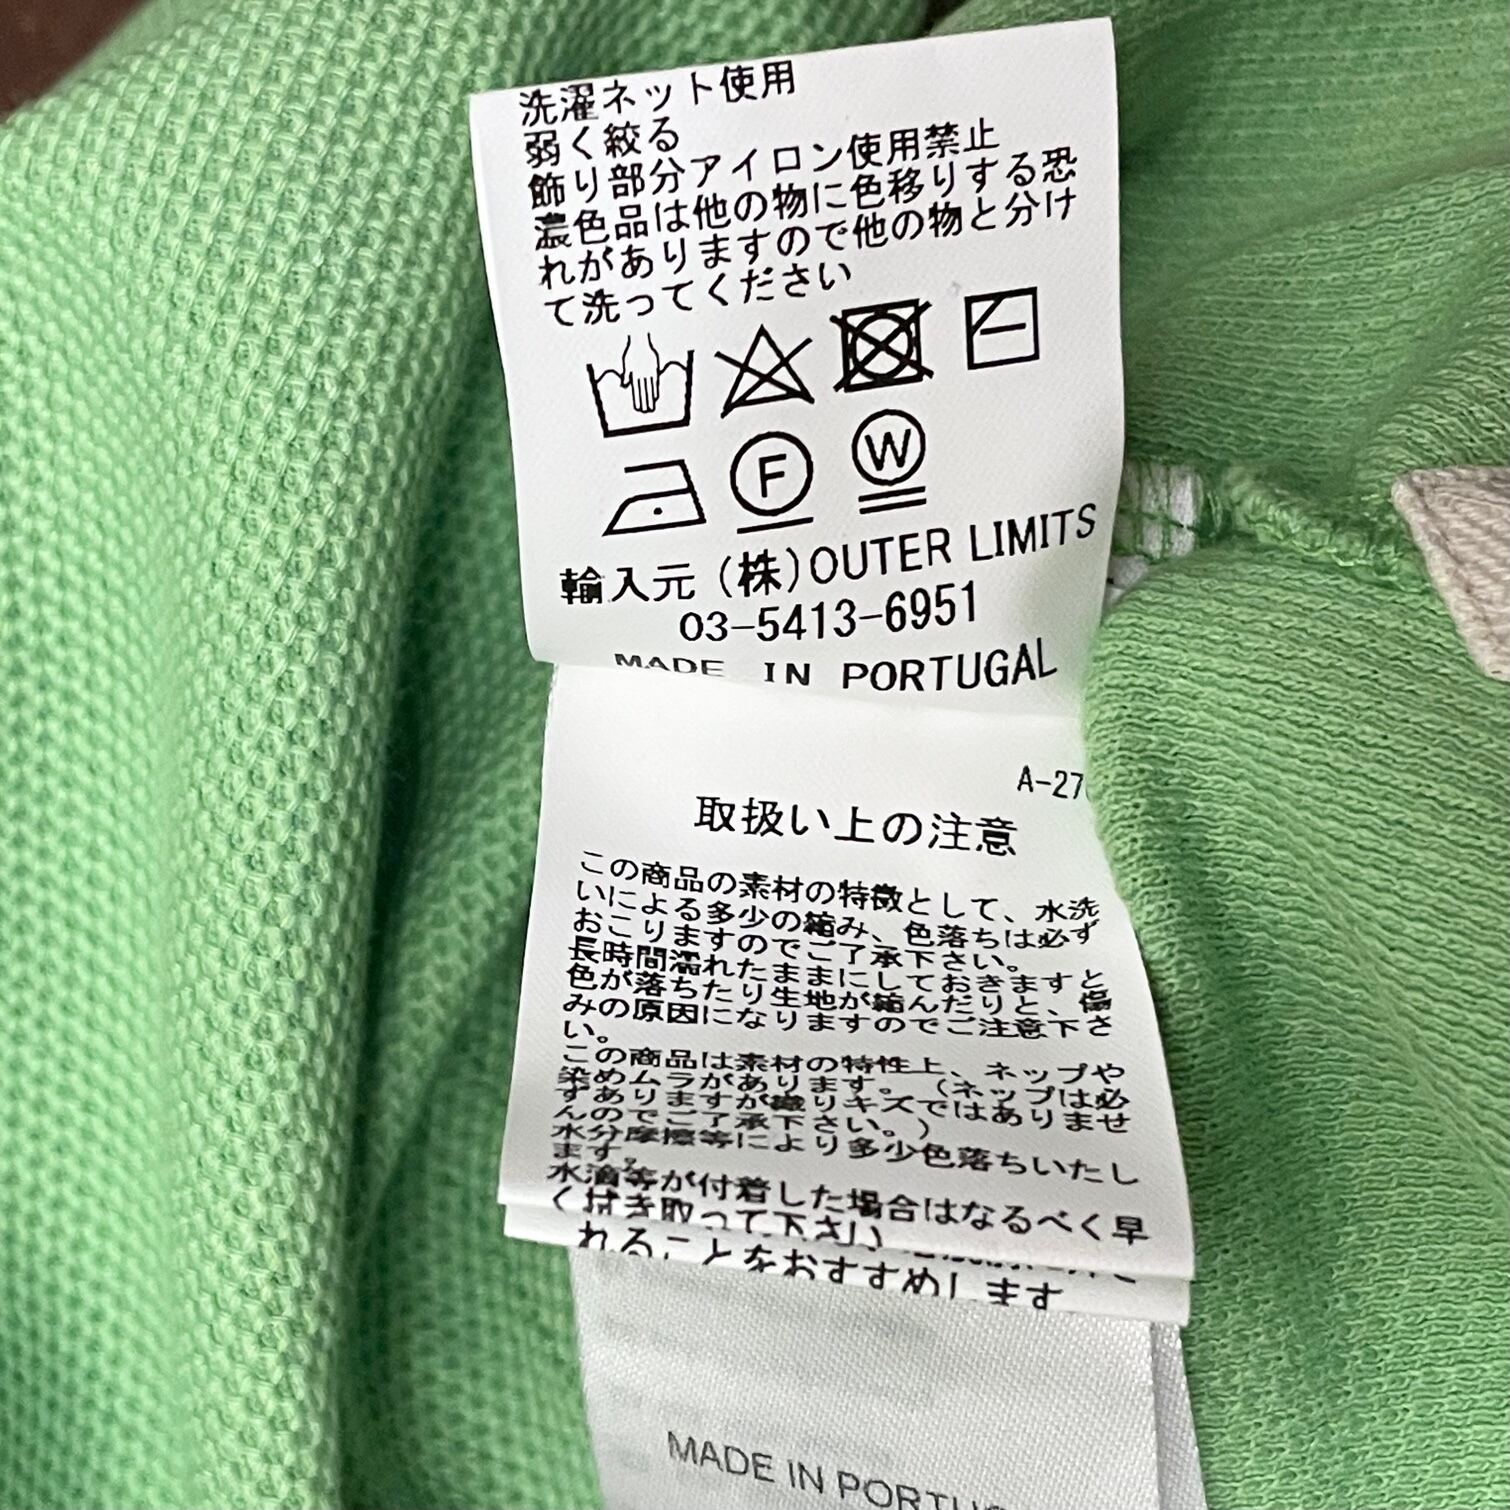 洗濯ネット使用
弱く絞る
飾り部分アイロン使用禁止
濃色品は他の物に色移りする恐
れがありますので他の物と分け
て洗ってください
F
W
輸入元(株)OUTER LIMITS
03-5413-6951
MADE IN PORTUGAL
A-27
取扱い上の注意
この商品の素材の特徴として、水洗
いによる多少の縮み、色落ちは必ず
おこりますのでご了承下さい。
長時間濡れたままにしておきますと
色が落ちたり生地が縮んだりと、傷
みの原因になりますのでご注意下さ
い。
この商品は素材の特性上、ネップや
染めムラがあります。(ネップは必
ずありますが織りキズではありませ
んのでご了承下さい。)
水分摩擦等により多少色落ちいたし
ます。
水滴等が付着した場合はなるべく早
く拭き取って下さい
れることをおすすめします
MADE IN PORTUG